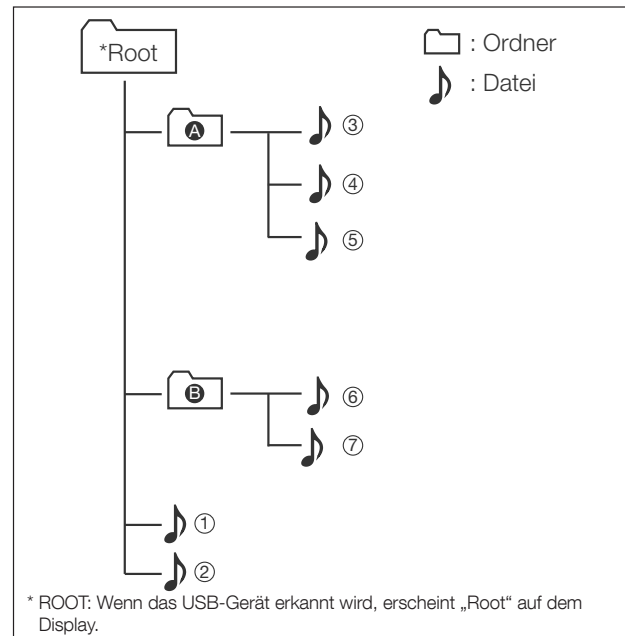 *Root
: Ordner
: Datei
A
③
④
⑤
B
⑥
⑦
①
②
* ROOT: Wenn das USB-Gerät erkannt wird, erscheint „Root“ auf dem
Display.